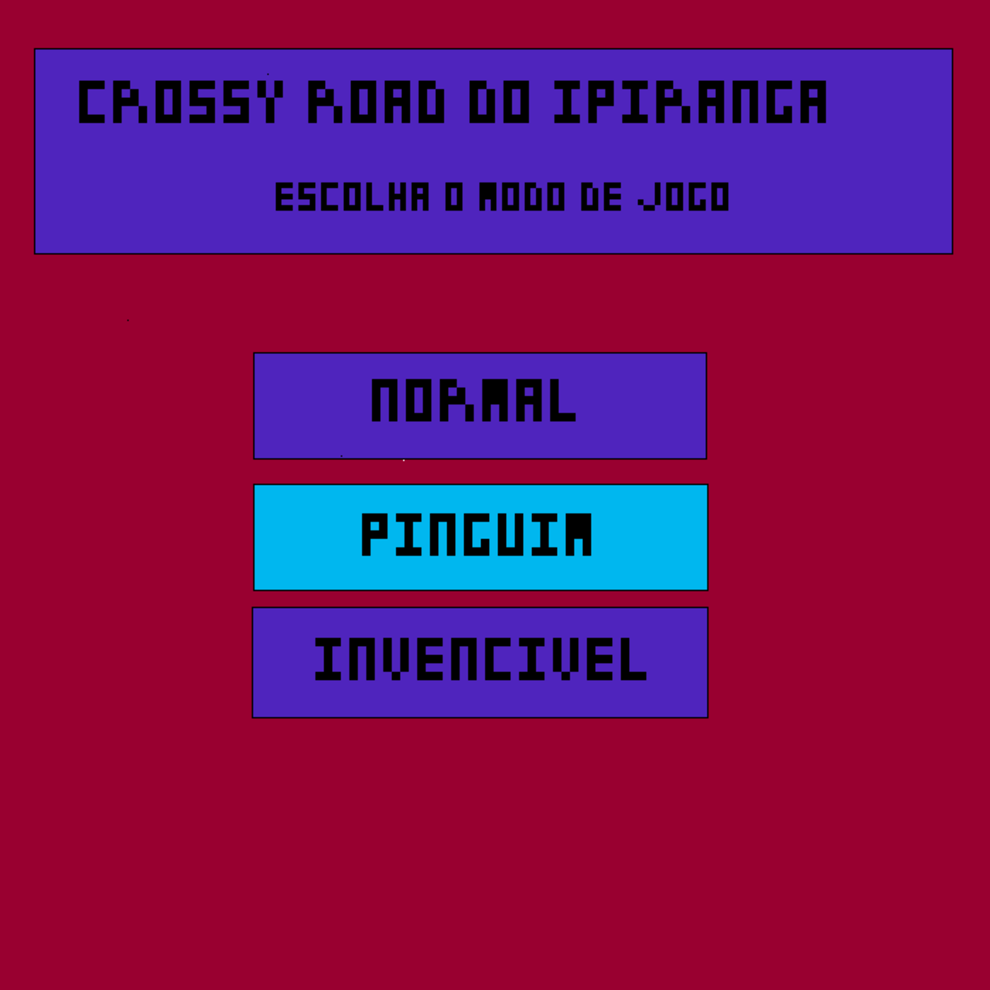 CROSSY ROAD DO IPIRANGA
ESCOLHA O MODO DE JOGO
NORMAL
PINGUIM
INVENCIVEL